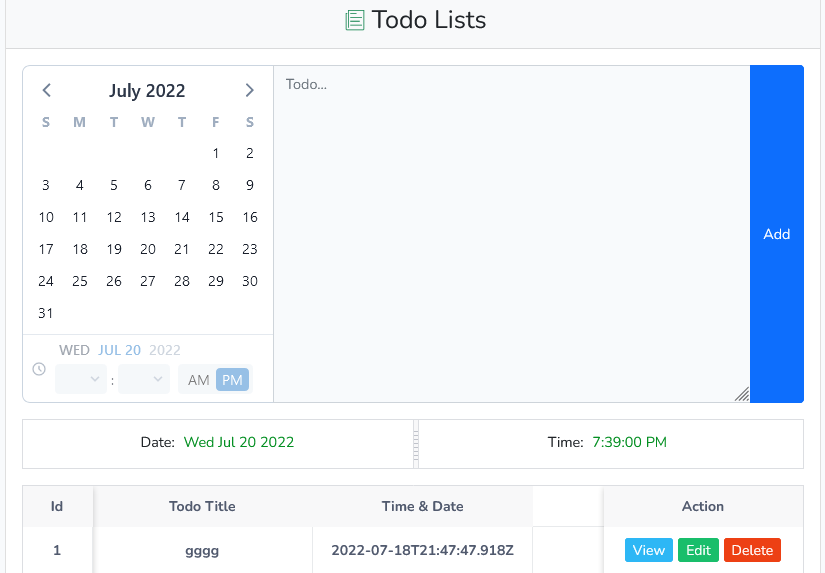 Todo Lists
July 2022
S M T W T F S
1 2
3 4 5 6 7 8 9
10 11 12 13 14 15 16
17 18 19 20 21 22 23
24 25 26 27 28 29 30
31
WED JUL 20 2022
: AM PM
Todo...
Add
Date: Wed Jul 20 2022
Time: 7:39:00 PM
Id Todo Title Time & Date Action
1 gggg 2022-07-18T21:47:47.918Z View Edit Delete